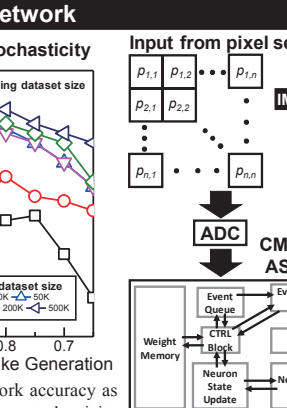 etwork
ochasticity
ing dataset size
dataset size
0K 50K
200K 500K
0.8 0.7
ke Generation
ork accuracy as
Input from pixel se
p1,1 p1,2 p1,n
p2,1 p2,2
pn,1 pn,n
IM
ADC
CM
AS
Event
Queue
Ev
Weight
Memory
CTRL
Block
Neuron
State
Update
Ne